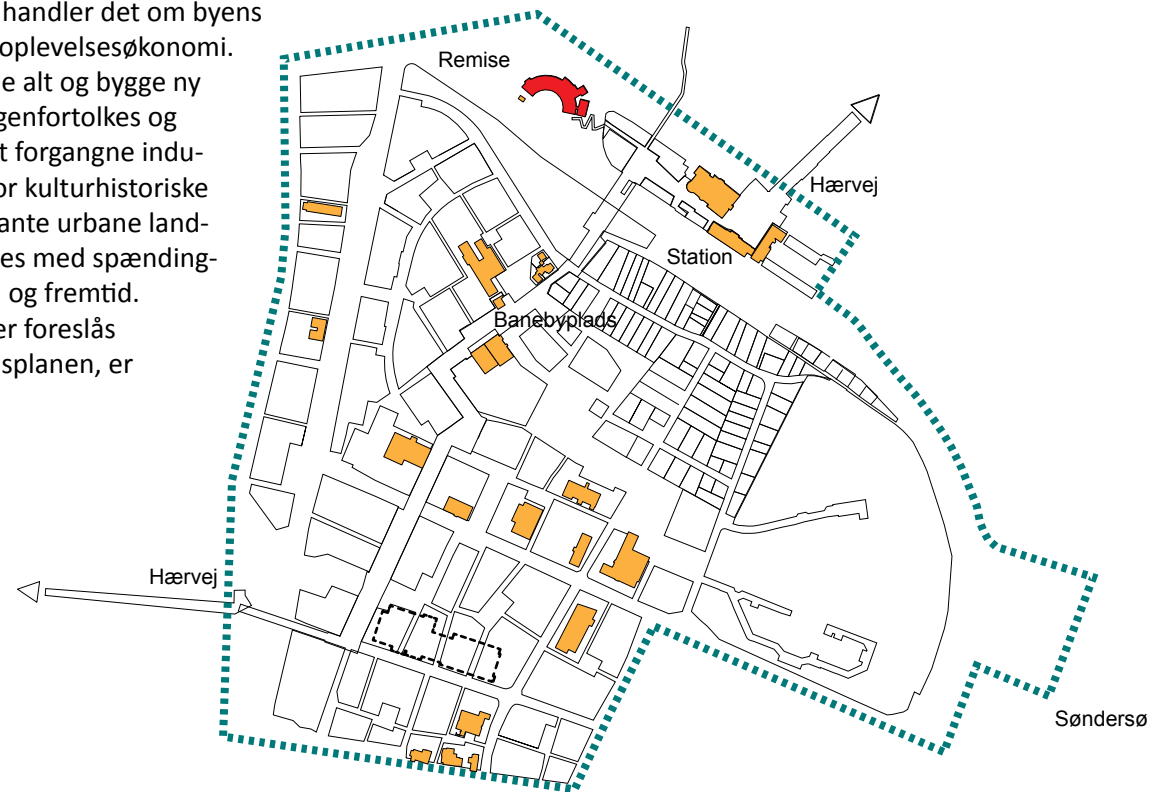 handler det om byens
oplevelsesøkonomi.
e alt og bygge ny
genfortolkes og
t forgangne indu-
or kulturhistoriske
ante urbane land-
es med spænding-
og fremtid.
er foreslås
splanen, er
Remise
Hærvej
Station
Banebyplads
Hærvej
Søndersø